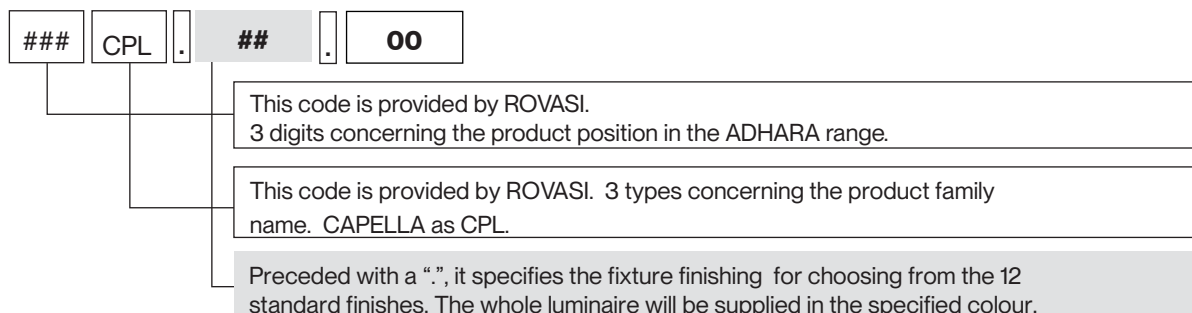 ### CPL . ## . 00
This code is provided by ROVASI.
3 digits concerning the product position in the ADHARA range.
This code is provided by ROVASI. 3 types concerning the product family
name. CAPELLA as CPL.
Preceded with a “.”, it specifies the fixture finishing for choosing from the 12
standard finishes. The whole luminaire will be supplied in the specified colour.